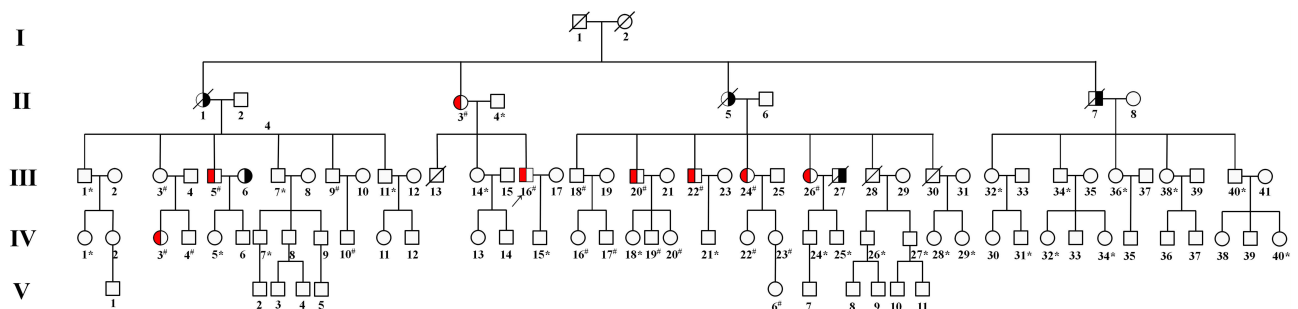 I
1 2
II
1 2 3# 4* 5 6 7 8
4
III
1* 2 3# 4 5# 6 7* 8 9# 10 11* 12 13 14* 15 16# 17 18# 19 20# 21 22# 23 24# 25 26# 27 28 29 30 31 32* 33 34* 35 36* 37 38* 39 40* 41
IV
1* 2 3# 4# 5* 6 7* 8 9 10# 11 12 13 14 15* 16# 17# 18* 19# 20# 21* 22# 23# 24* 25* 26* 27* 28* 29* 30 31* 32* 33 34* 35 36 37 38 39 40*
V
1 2 3 4 5 6# 7 8 9 10 11